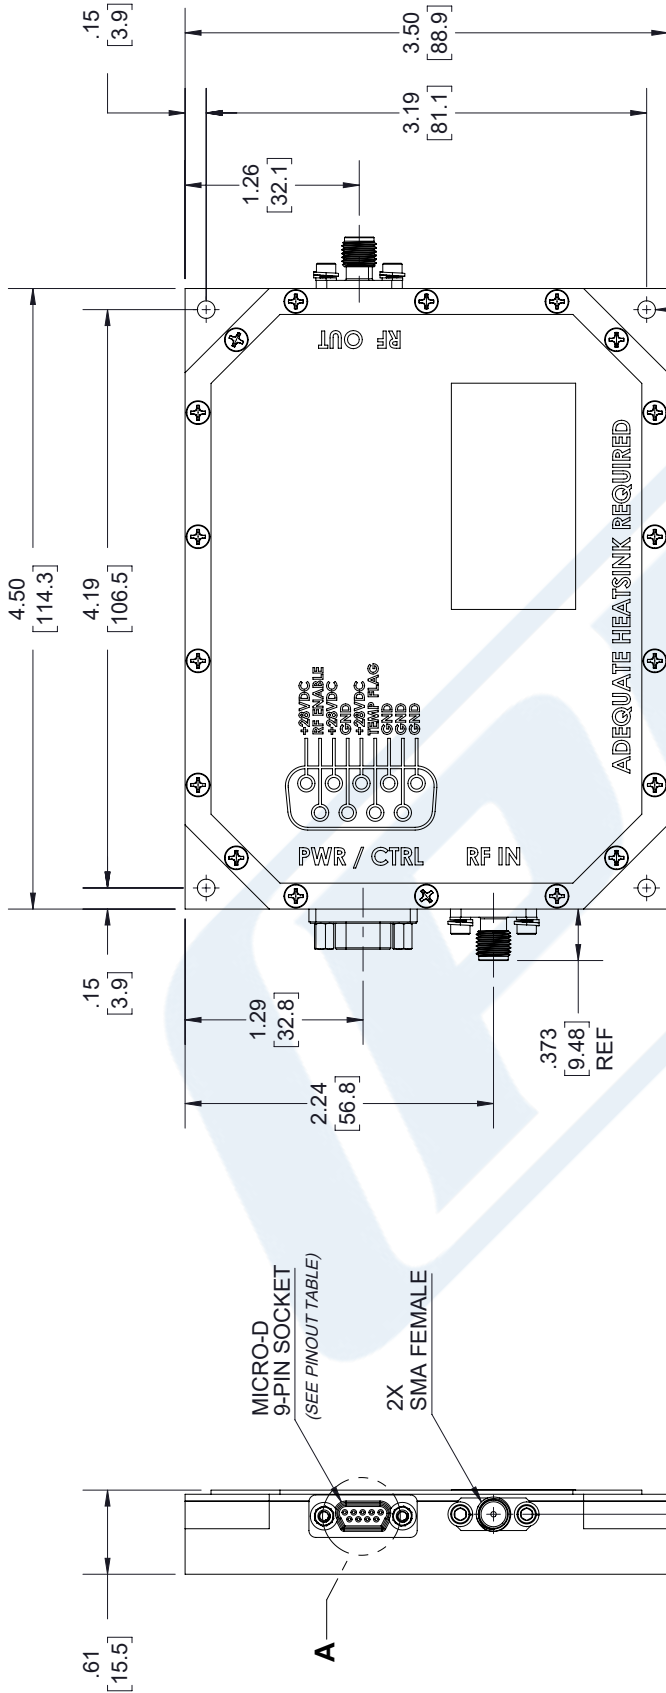 .15
[3.9]
3.50
[88.9]
3.19
[81.1]
1.26
[32.1]
4.50
[114.3]
4.19
[106.5]
RF OUT
+28VDC
RF ENABLE
+28VDC
GND
+28VDC
TEMP FLAG
GND
GND
GND
ADEQUATE HEATSINK REQUIRED
PWR / CTRL
RF IN
.15
[3.9]
1.29
[32.8]
2.24
[56.8]
.373
[9.48]
REF
MICRO-D
9-PIN SOCKET
(SEE PINOUT TABLE)
2X
SMA FEMALE
A
.61
[15.5]